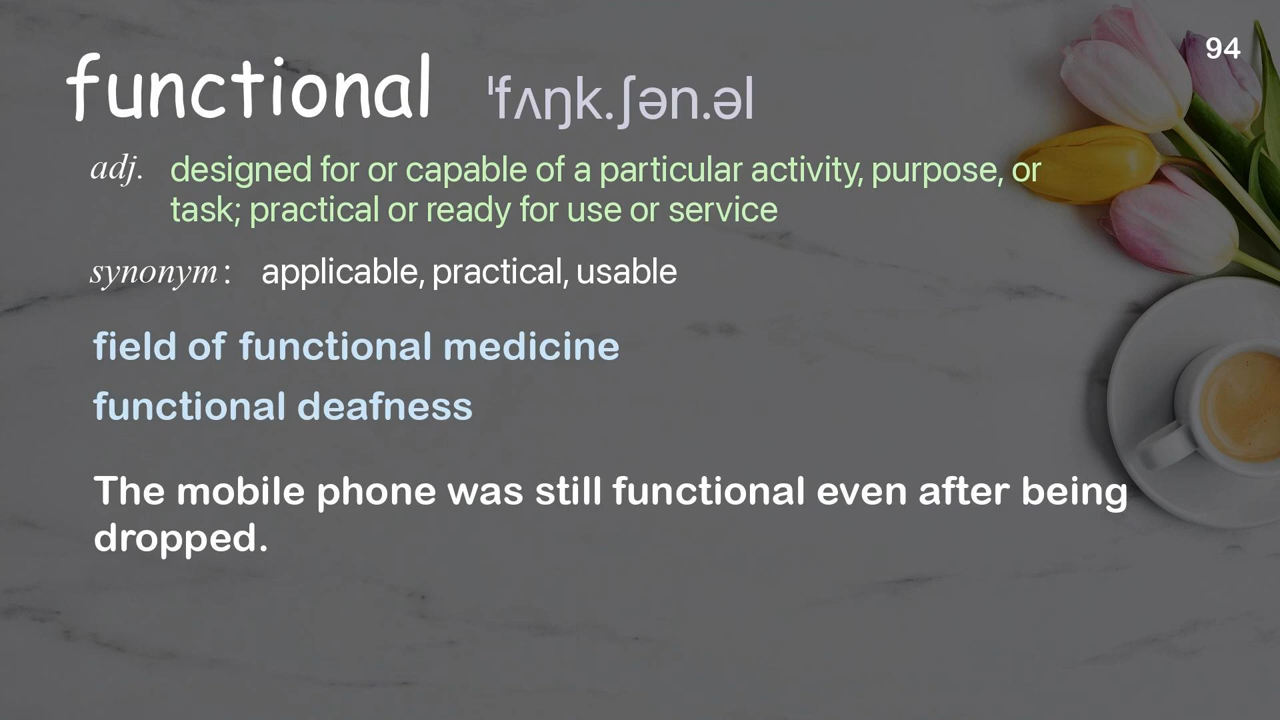 94
functional ˈfʌŋk.ʃən.əl
adj. designed for or capable of a particular activity, purpose, or
task; practical or ready for use or service
synonym: applicable, practical, usable
field of functional medicine
functional deafness
The mobile phone was still functional even after being
dropped.